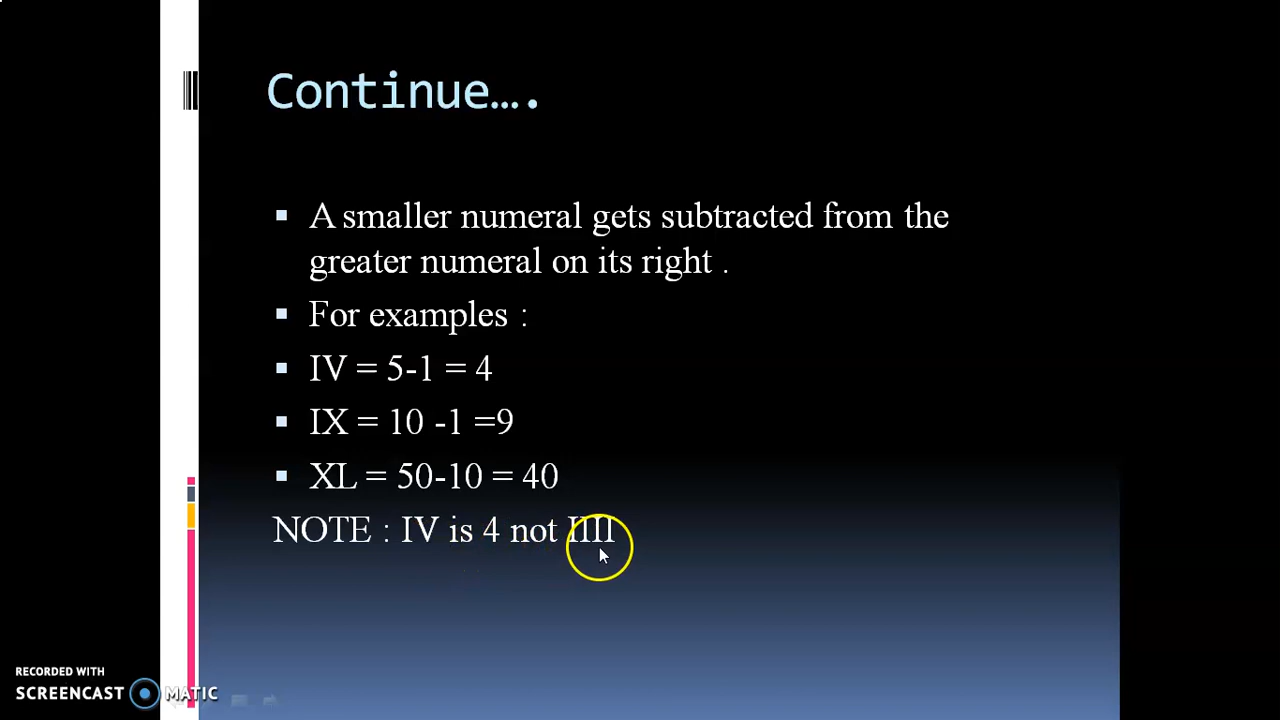 Continue….
A smaller numeral gets subtracted from the
greater numeral on its right .
For examples :
IV = 5-1 = 4
IX = 10 -1 =9
XL = 50-10 = 40
NOTE : IV is 4 not IIII
RECORDED WITH
SCREENCAST MATIC